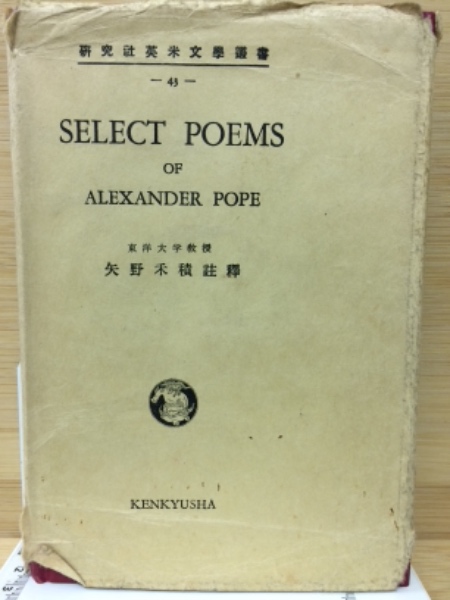 研究社英米文學叢書
— 43 —
SELECT POEMS
OF
ALEXANDER POPE
東洋大学教授
矢野禾積註釋
KENKYUSHA